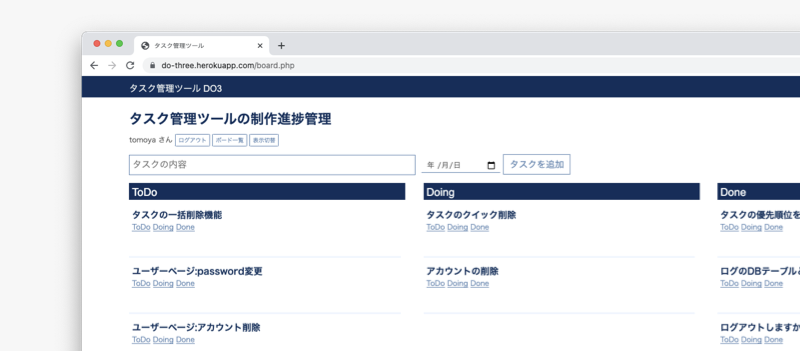 タスク管理ツール
do-three.herokuapp.com/board.php
タスク管理ツール DO3
タスク管理ツールの制作進捗管理
tomoya さん ログアウト ボード一覧 表示切替
タスクの内容 年 /月/日 タスクを追加
ToDo Doing Done
タスクの一括削除機能 タスクのクイック削除 タスクの優先順位を
ToDo Doing Done ToDo Doing Done ToDo Doing Done
ユーザーページ:password変更 アカウントの削除 ログのDBテーブル
ToDo Doing Done ToDo Doing Done ToDo Doing Done
ユーザーページ:アカウント削除 ログアウトしますか
ToDo Doing Done ToDo Doing Done